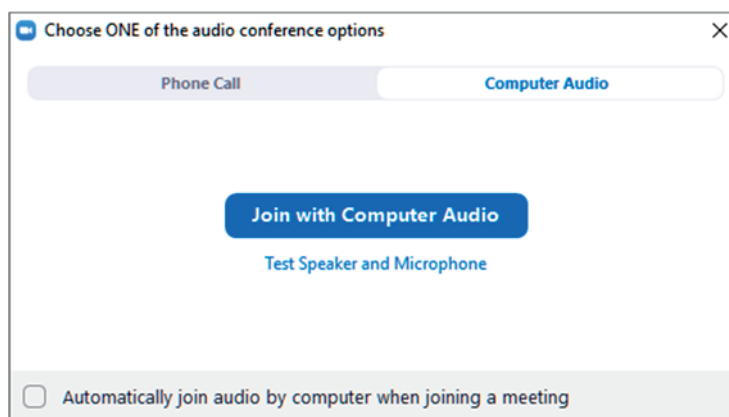 Choose ONE of the audio conference options
Phone Call
Computer Audio
Join with Computer Audio
Test Speaker and Microphone
Automatically join audio by computer when joining a meeting